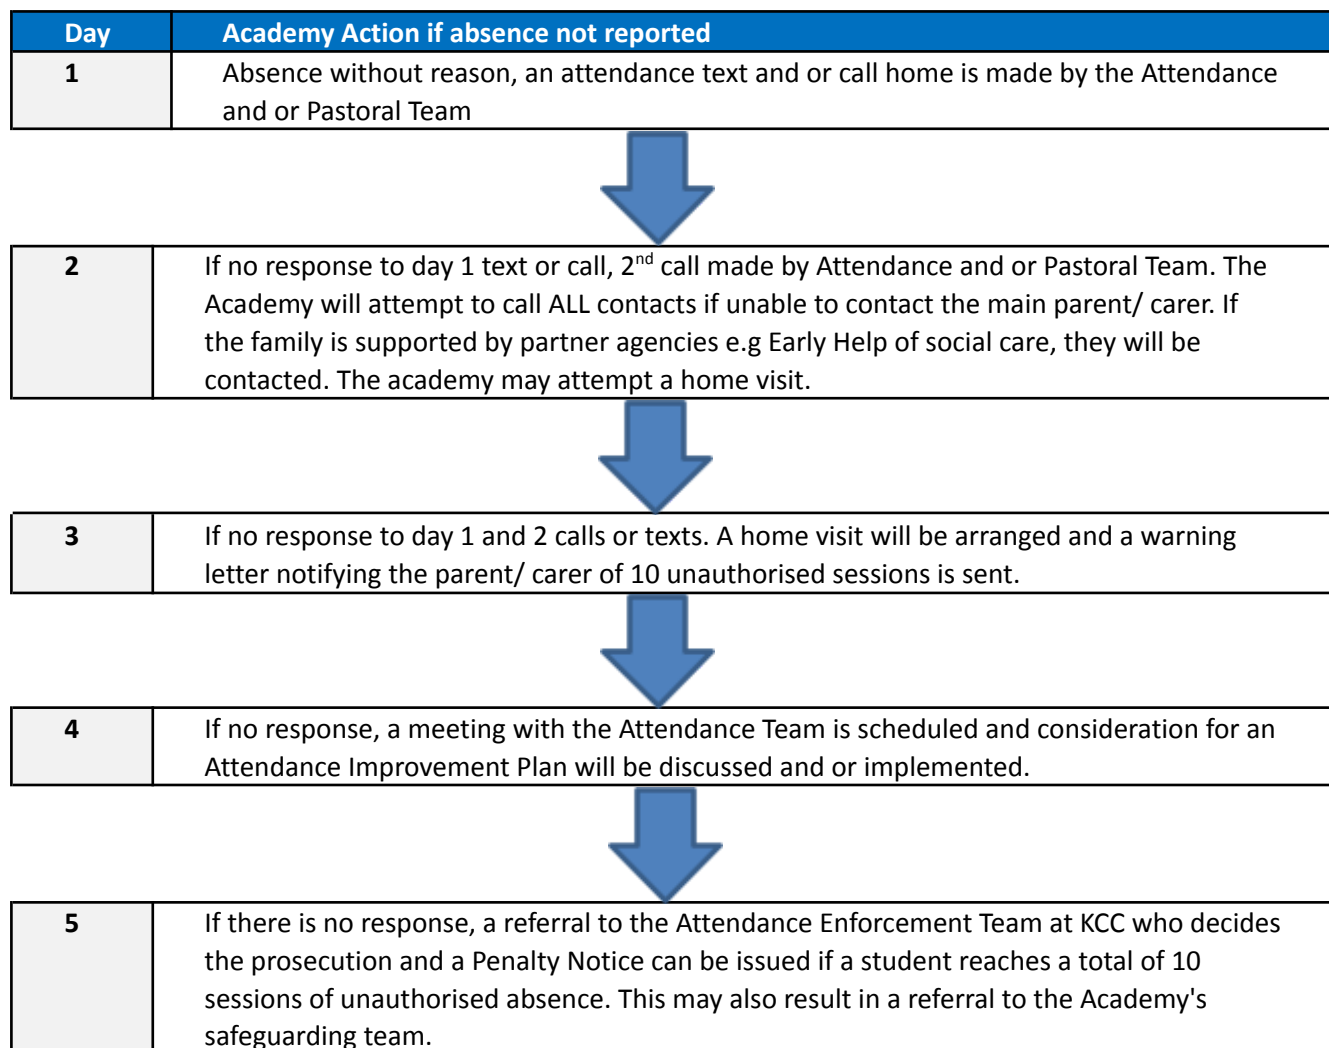 Day Academy Action if absence not reported
1 Absence without reason, an attendance text and or call home is made by the Attendance
and or Pastoral Team
2 If no response to day 1 text or call, 2nd call made by Attendance and or Pastoral Team. The
Academy will attempt to call ALL contacts if unable to contact the main parent/ carer. If
the family is supported by partner agencies e.g Early Help of social care, they will be
contacted. The academy may attempt a home visit.
3 If no response to day 1 and 2 calls or texts. A home visit will be arranged and a warning
letter notifying the parent/ carer of 10 unauthorised sessions is sent.
4 If no response, a meeting with the Attendance Team is scheduled and consideration for an
Attendance Improvement Plan will be discussed and or implemented.
5 If there is no response, a referral to the Attendance Enforcement Team at KCC who decides
the prosecution and a Penalty Notice can be issued if a student reaches a total of 10
sessions of unauthorised absence. This may also result in a referral to the Academy's
safeguarding team.